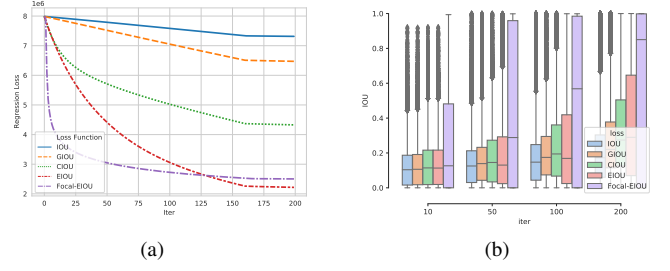 1e6
8
7
6
5
4
3
2
Regression Loss
Loss Function
IOU
GIOU
CIOU
EIOU
Focal-EIOU
0 25 50 75 100 125 150 175 200
Iter
(a)
1.0
0.8
0.6
0.4
0.2
0.0
IOU
loss
IOU
GIOU
CIOU
EIOU
Focal-EIOU
10 50 100 200
iter
(b)